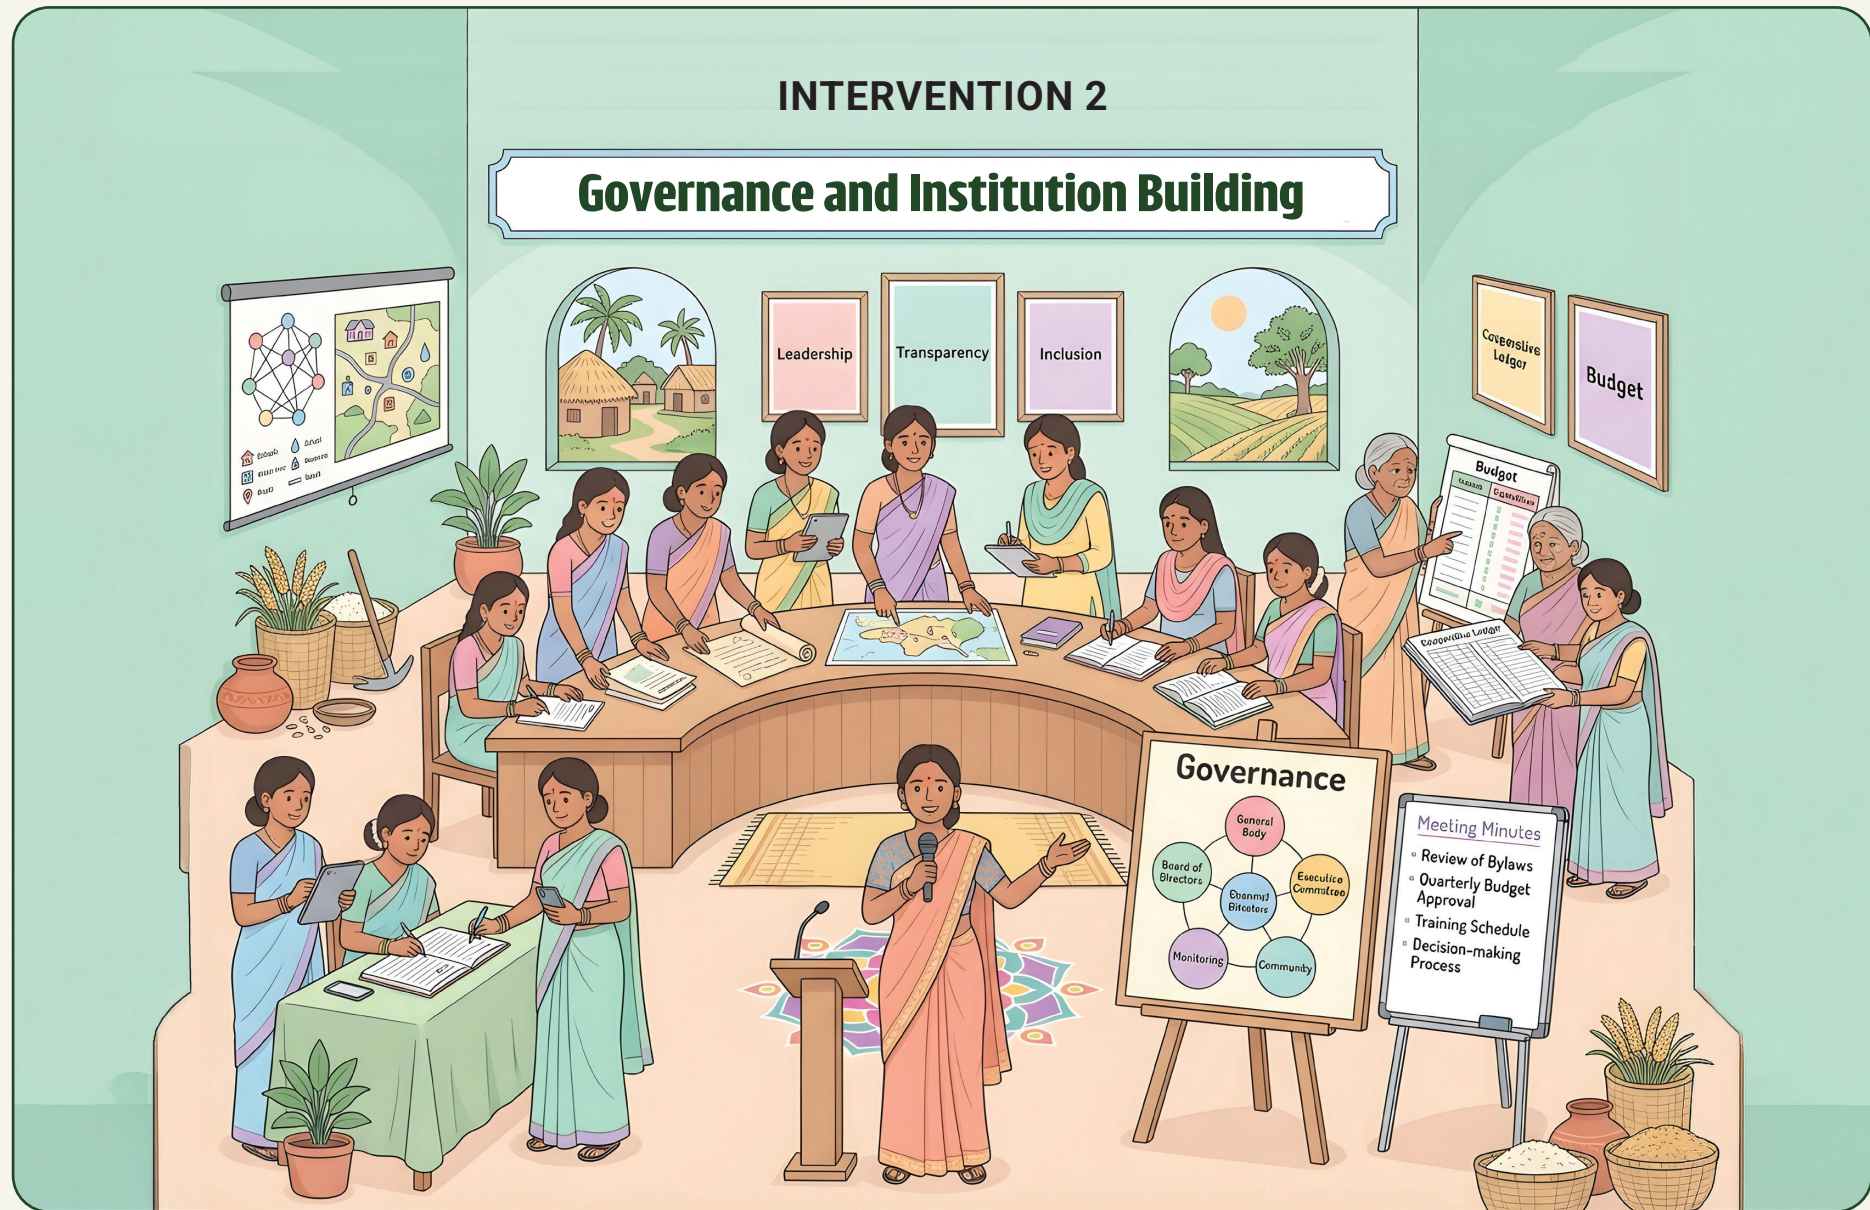 INTERVENTION 2
Governance and Institution Building
Leadership
Transparency
Inclusion
Budget
Budget
Governance
General
Body
Board of
Directors
Executive
Committee
Monitoring
Community
Meeting Minutes
Review of Bylaws
Quarterly Budget
Approval
Training Schedule
Decision-making
Process